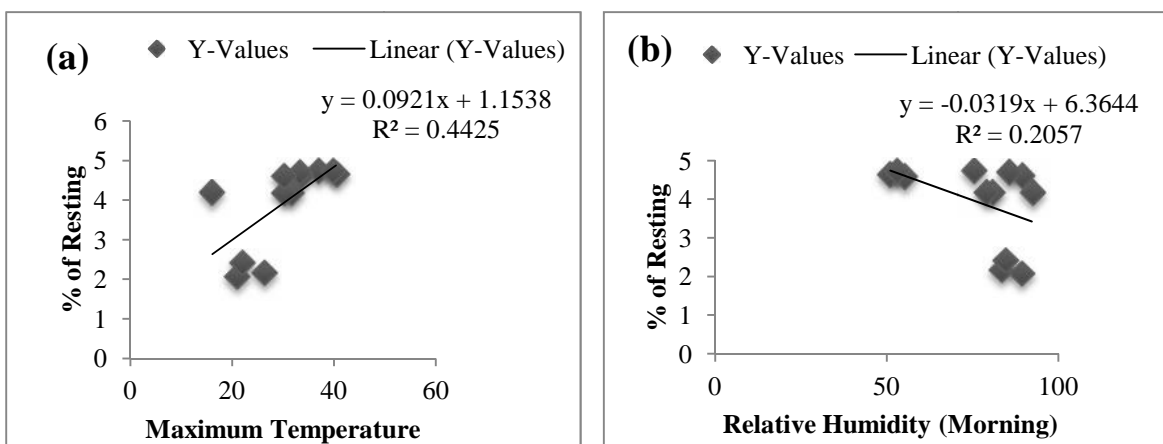 (a)
Y-Values
Linear (Y-Values)
y = 0.0921x + 1.1538
R² = 0.4425
6
5
4
3
2
1
0
0 20 40 60
% of Resting
Maximum Temperature
(b)
Y-Values
Linear (Y-Values)
y = -0.0319x + 6.3644
R² = 0.2057
5
4
3
2
1
0
0 50 100
% of Resting
Relative Humidity (Morning)